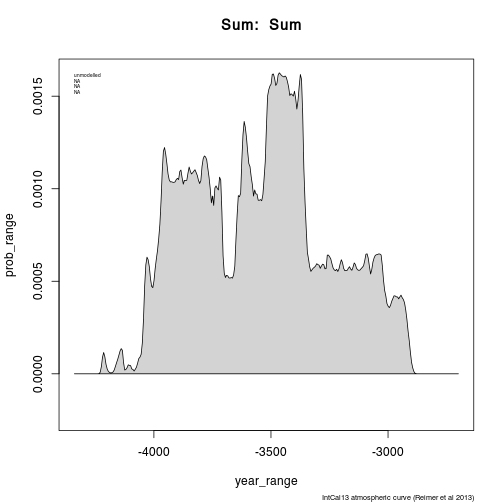 Sum:  Sum
unmodelled
NA
NA
NA
prob_range
0.0015
0.0010
0.0005
0.0000
-4000
-3500
-3000
year_range
IntCal13 atmospheric curve (Reimer et al 2013)